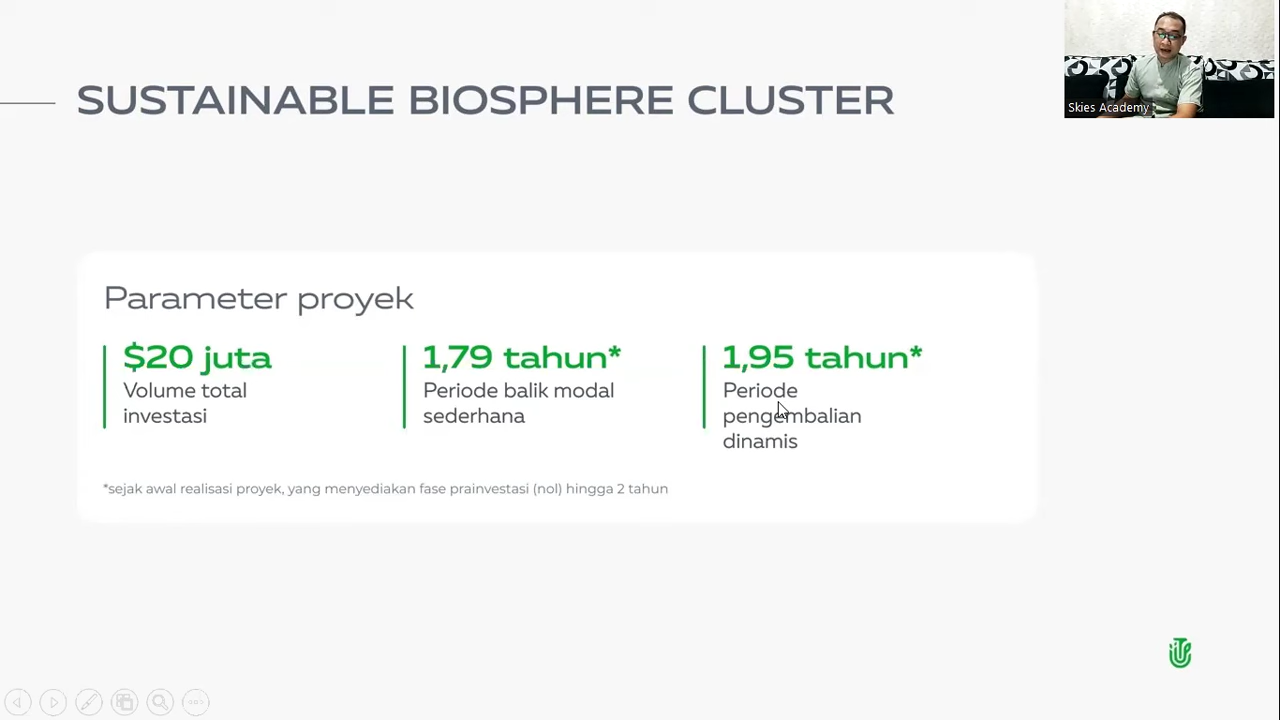 SUSTAINABLE BIOSPHERE CLUSTER
Skies Academy
Parameter proyek
$20 juta
Volume total
investasi
1,79 tahun*
Periode balik modal
sederhana
1,95 tahun*
Periode
pengembalian
dinamis
*sejak awal realisasi proyek, yang menyediakan fase prainvestasi (nol) hingga 2 tahun